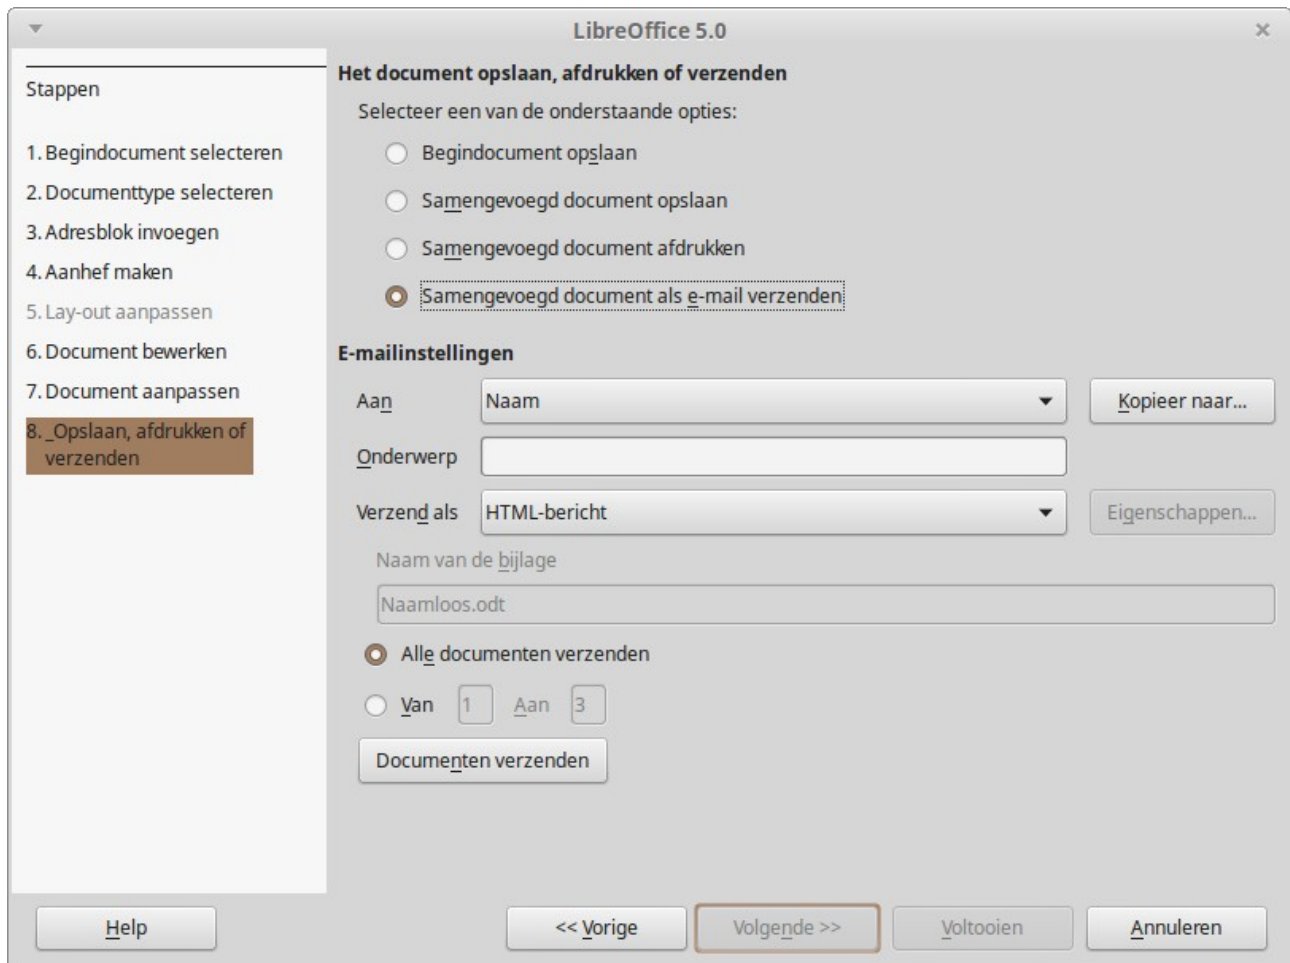 LibreOffice 5.0
Stappen
1. Begindocument selecteren
2. Documenttype selecteren
3. Adresblok invoegen
4. Aanhef maken
5. Lay-out aanpassen
6. Document bewerken
7. Document aanpassen
8. _Opslaan, afdrukken of
verzenden
Het document opslaan, afdrukken of verzenden
Selecteer een van de onderstaande opties:
Begindocument opslaan
Samengevoegd document opslaan
Samengevoegd document afdrukken
Samengevoegd document als e-mail verzenden
E-mailinstellingen
Aan Naam Kopieer naar...
Onderwerp
Verzend als HTML-bericht Eigenschappen...
Naam van de bijlage
Naamloos.odt
Alle documenten verzenden
Van 1 Aan 3
Documenten verzenden
Help << Vorige Volgende >> Voltooien Annuleren